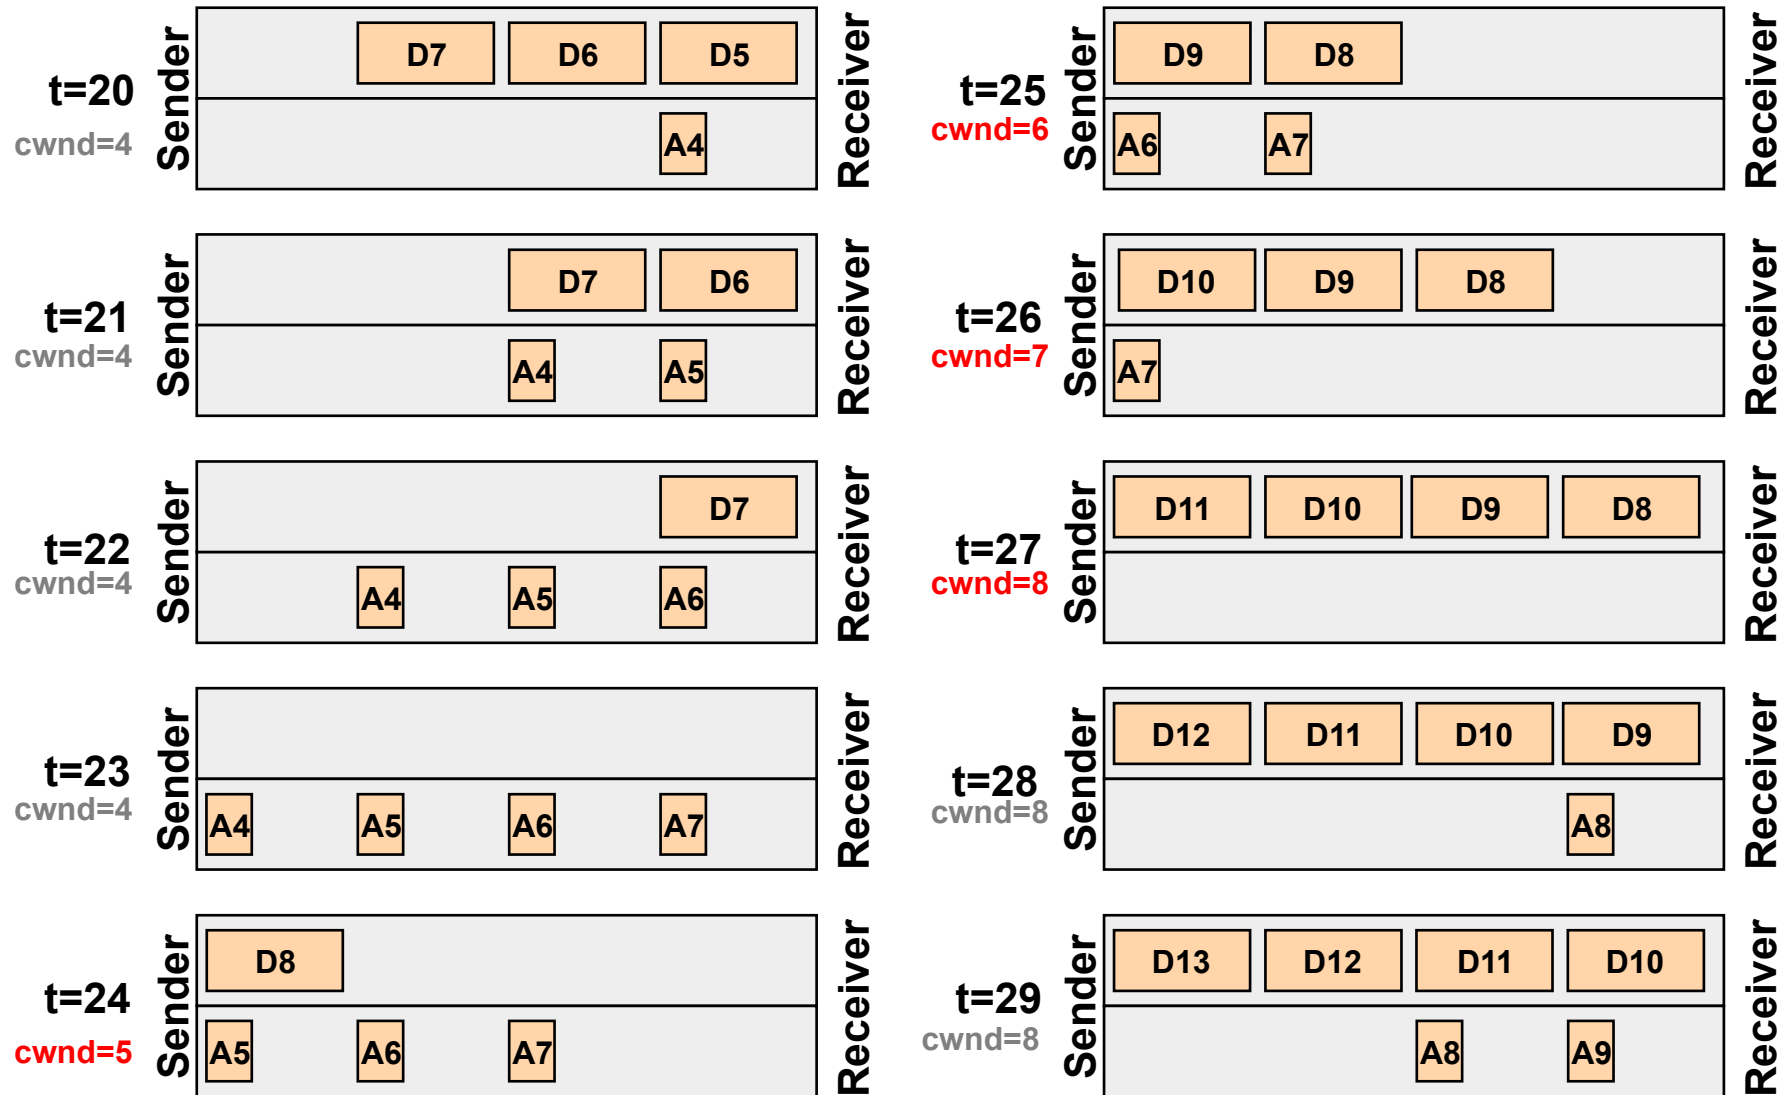 t=20
cwnd=4
Sender
D7 D6 D5
A4
Receiver
t=21
cwnd=4
Sender
D7 D6
A4 A5
Receiver
t=22
cwnd=4
Sender
D7
A4 A5 A6
Receiver
t=23
cwnd=4
Sender
A4 A5 A6 A7
Receiver
t=24
cwnd=5
Sender
D8
A5 A6 A7
Receiver
t=25
cwnd=6
Sender
D9 D8
A6 A7
Receiver
t=26
cwnd=7
Sender
D10 D9 D8
A7
Receiver
t=27
cwnd=8
Sender
D11 D10 D9 D8
Receiver
t=28
cwnd=8
Sender
D12 D11 D10 D9
A8
Receiver
t=29
cwnd=8
Sender
D13 D12 D11 D10
A8 A9
Receiver